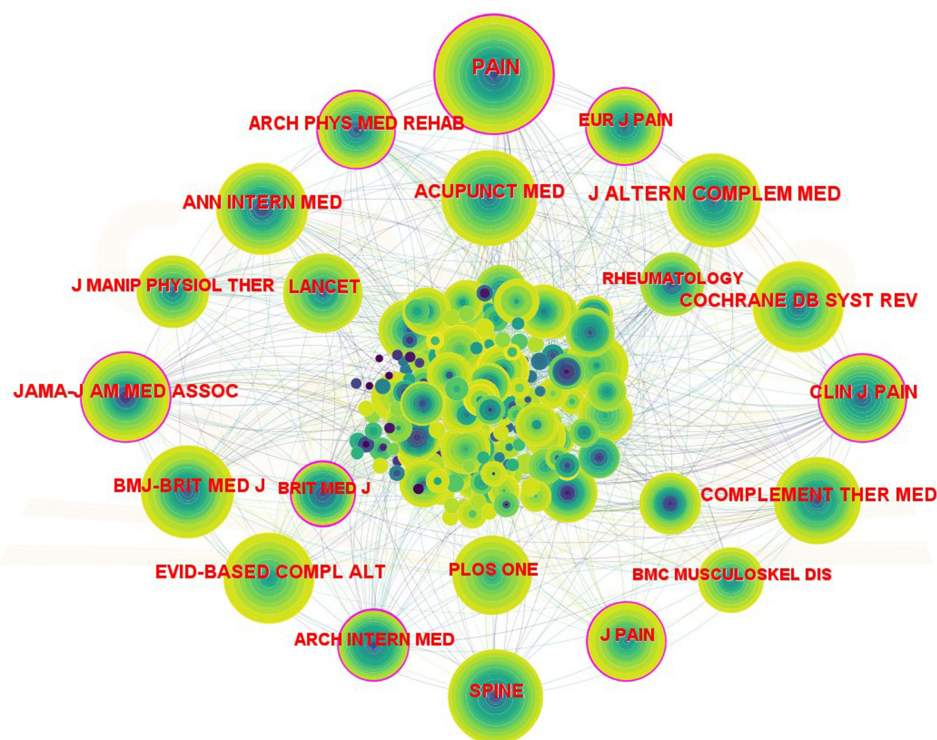 PAIN
ARCH PHYS MED REHAB
EUR J PAIN
ANN INTERN MED
ACUPUNCT MED
J ALTERN COMPLEM MED
J MANIP PHYSIOL THER
LANCET
RHEUMATOLOGY
COCHRANE DB SYST REV
JAMA-J AM MED ASSOC
CLIN J PAIN
BMJ-BRIT MED J
BRIT MED J
COMPLEMENT THER MED
EVID-BASED COMPL ALT
PLOS ONE
BMC MUSCULOSKEL DIS
ARCH INTERN MED
J PAIN
SPINE